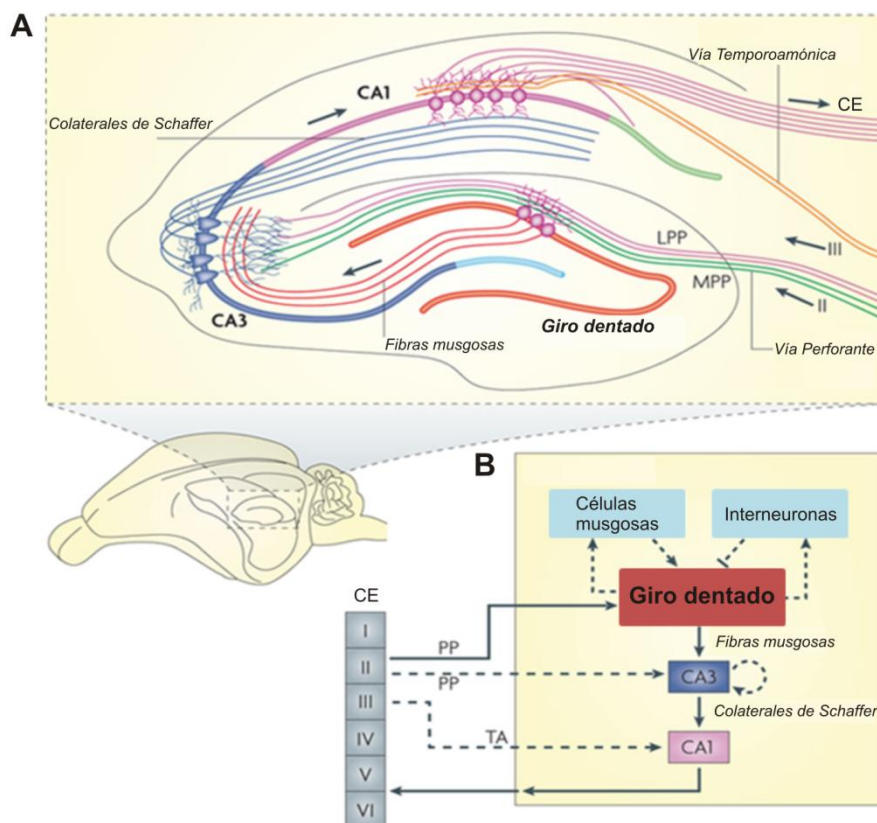 A
Vía Temporoamónica
CA1
CE
Colaterales de Schaffer
LPP
III
MPP
II
CA3
Giro dentado
Fibras musgosas
Vía Perforante
B
Células
musgosas
Interneuronas
CE
Giro dentado
I
Fibras musgosas
PP
II
CA3
PP
III
Colaterales de Schaffer
IV
TA
CA1
V
VI